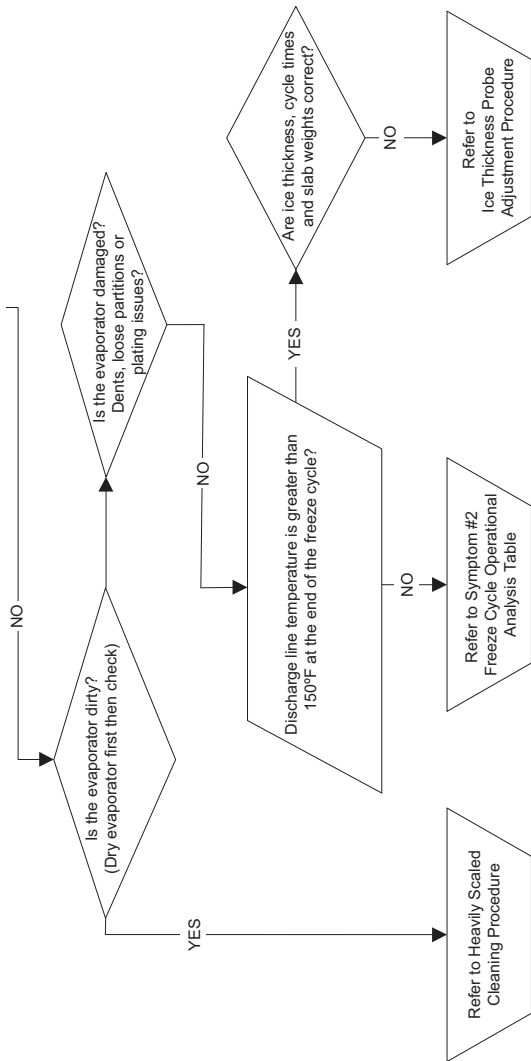 NO
Is the evaporator dirty?
(Dry evaporator first then check)
YES
Refer to Heavily Scaled
Cleaning Procedure
Is the evaporator damaged?
Dents, loose partitions or
plating issues?
NO
Discharge line temperature is greater than
150ºF at the end of the freeze cycle?
NO
Refer to Symptom #2
Freeze Cycle Operational
Analysis Table
YES
Are ice thickness, cycle times
and slab weights correct?
NO
Refer to
Ice Thickness Probe
Adjustment Procedure